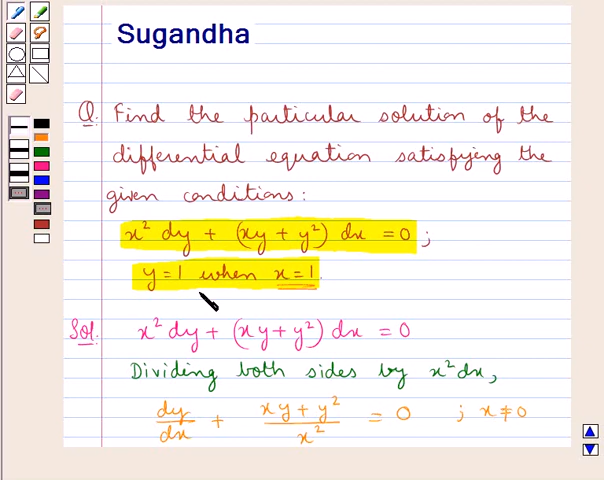 Sugandha
Q. Find the particular solution of the
differential equation satisfying the
given conditions:
x² dy + (xy + y²) dx = 0 ;
y = 1 when x = 1.
Sol. x² dy + (xy + y²) dx = 0
Dividing both sides by x² dx,
dy/dx + (xy + y²)/x² = 0 ; x ≠ 0